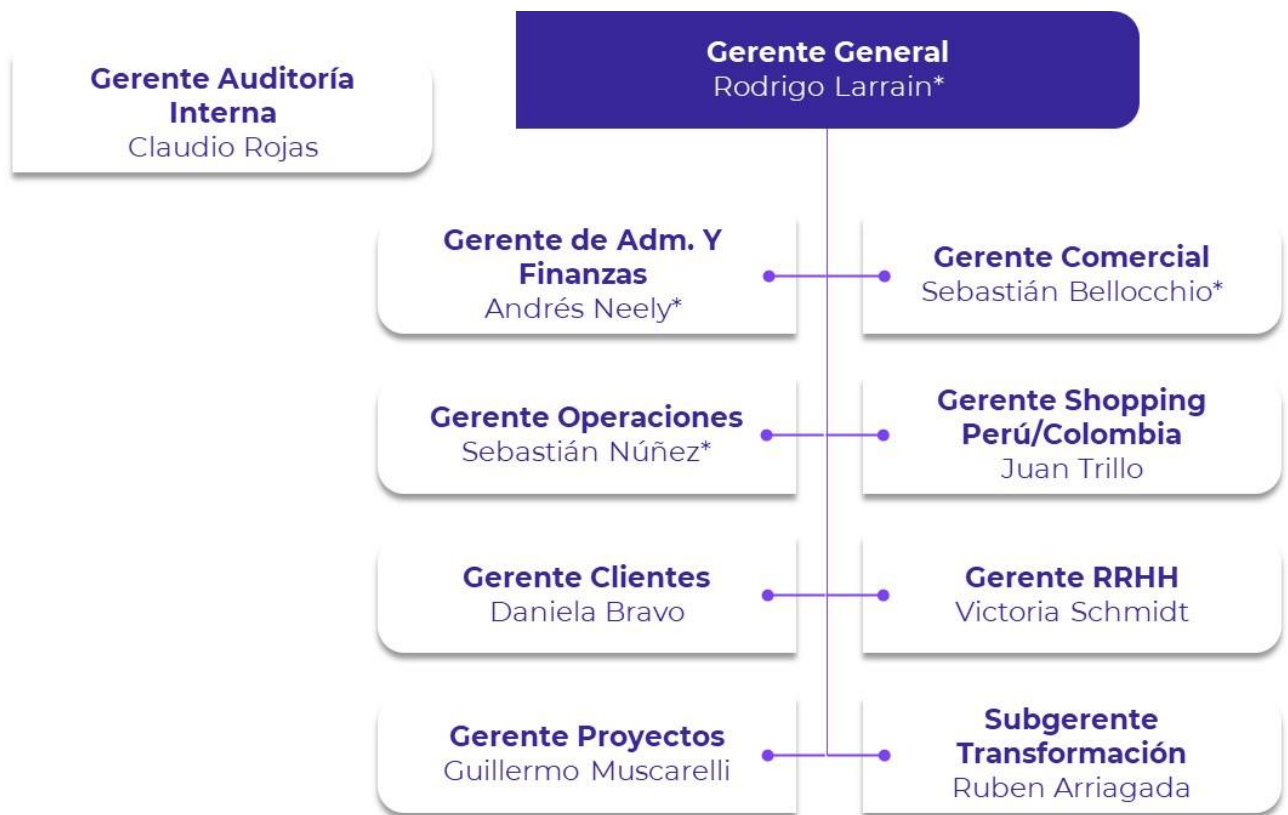 Gerente Auditoría
Interna
Claudio Rojas
Gerente General
Rodrigo Larrain*
Gerente de Adm. Y
Finanzas
Andrés Neely*
Gerente Comercial
Sebastián Bellocchio*
Gerente Operaciones
Sebastián Núñez*
Gerente Shopping
Perú/Colombia
Juan Trillo
Gerente Clientes
Daniela Bravo
Gerente RRHH
Victoria Schmidt
Gerente Proyectos
Guillermo Muscarelli
Subgerente
Transformación
Ruben Arriagada